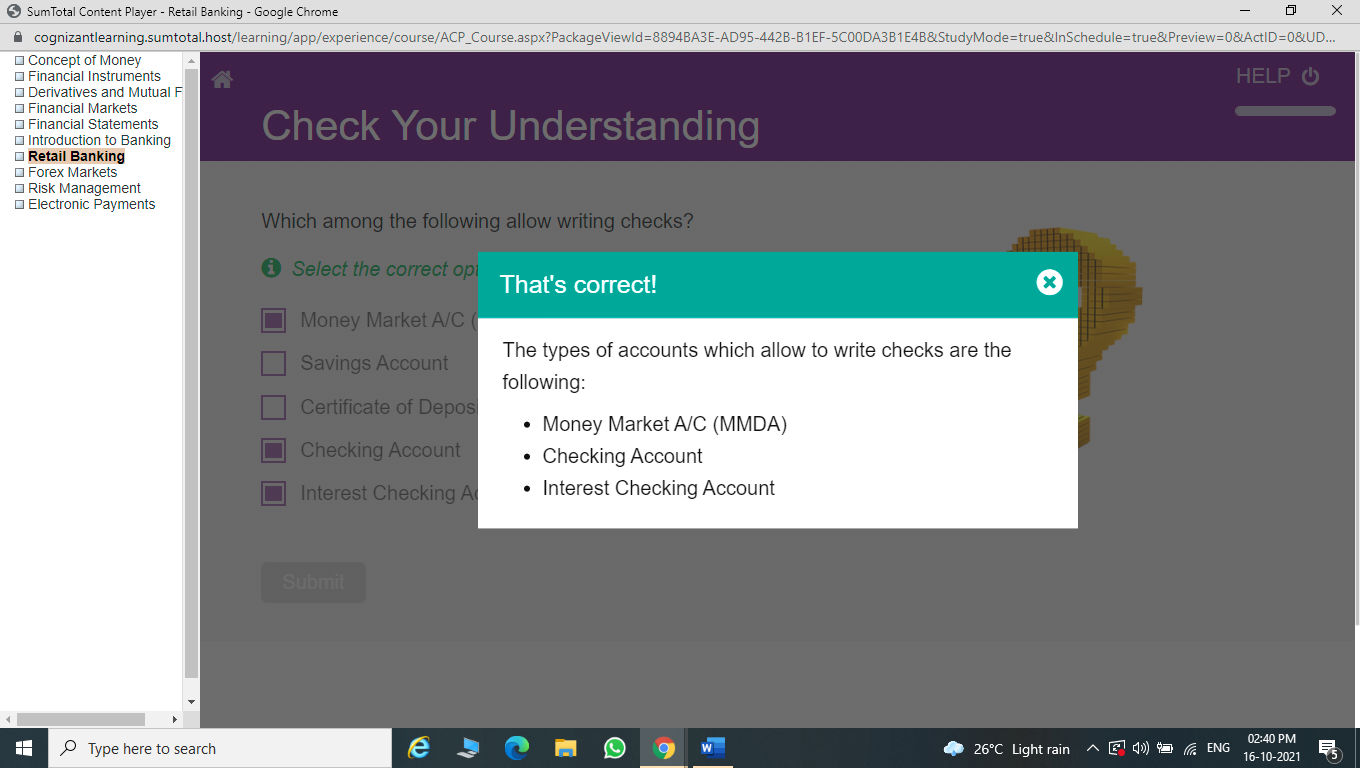 SumTotal Content Player - Retail Banking - Google Chrome
cognizantlearning.sumtotal.host/learning/app/experience/course/ACP_Course.aspx?PackageViewId=8894BA3E-AD95-442B-B1EF-5C00DA3B1E4B&StudyMode=true&InSchedule=true&Preview=0&ActID=0&UD...
Concept of Money
Financial Instruments
Derivatives and Mutual F
Financial Markets
Financial Statements
Introduction to Banking
Retail Banking
Forex Markets
Risk Management
Electronic Payments
HELP
Check Your Understanding
Which among the following allow writing checks?
Select the correct opt
Money Market A/C (
Savings Account
Certificate of Deposi
Checking Account
Interest Checking Ac
Submit
That's correct!
The types of accounts which allow to write checks are the
following:
• Money Market A/C (MMDA)
• Checking Account
• Interest Checking Account
Type here to search
26°C Light rain
ENG
02:40 PM
16-10-2021
5